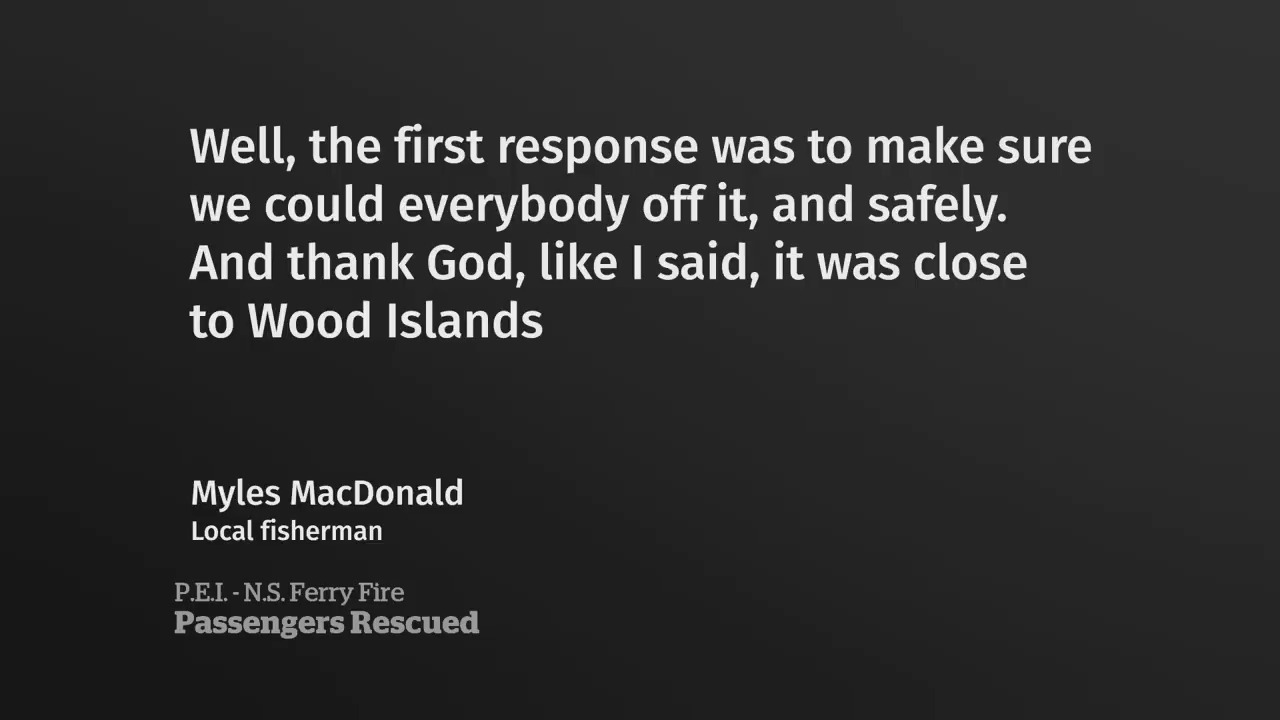 Well, the first response was to make sure
we could everybody off it, and safely.
And thank God, like I said, it was close
to Wood Islands
Myles MacDonald
Local fisherman
P.E.I. - N.S. Ferry Fire
Passengers Rescued